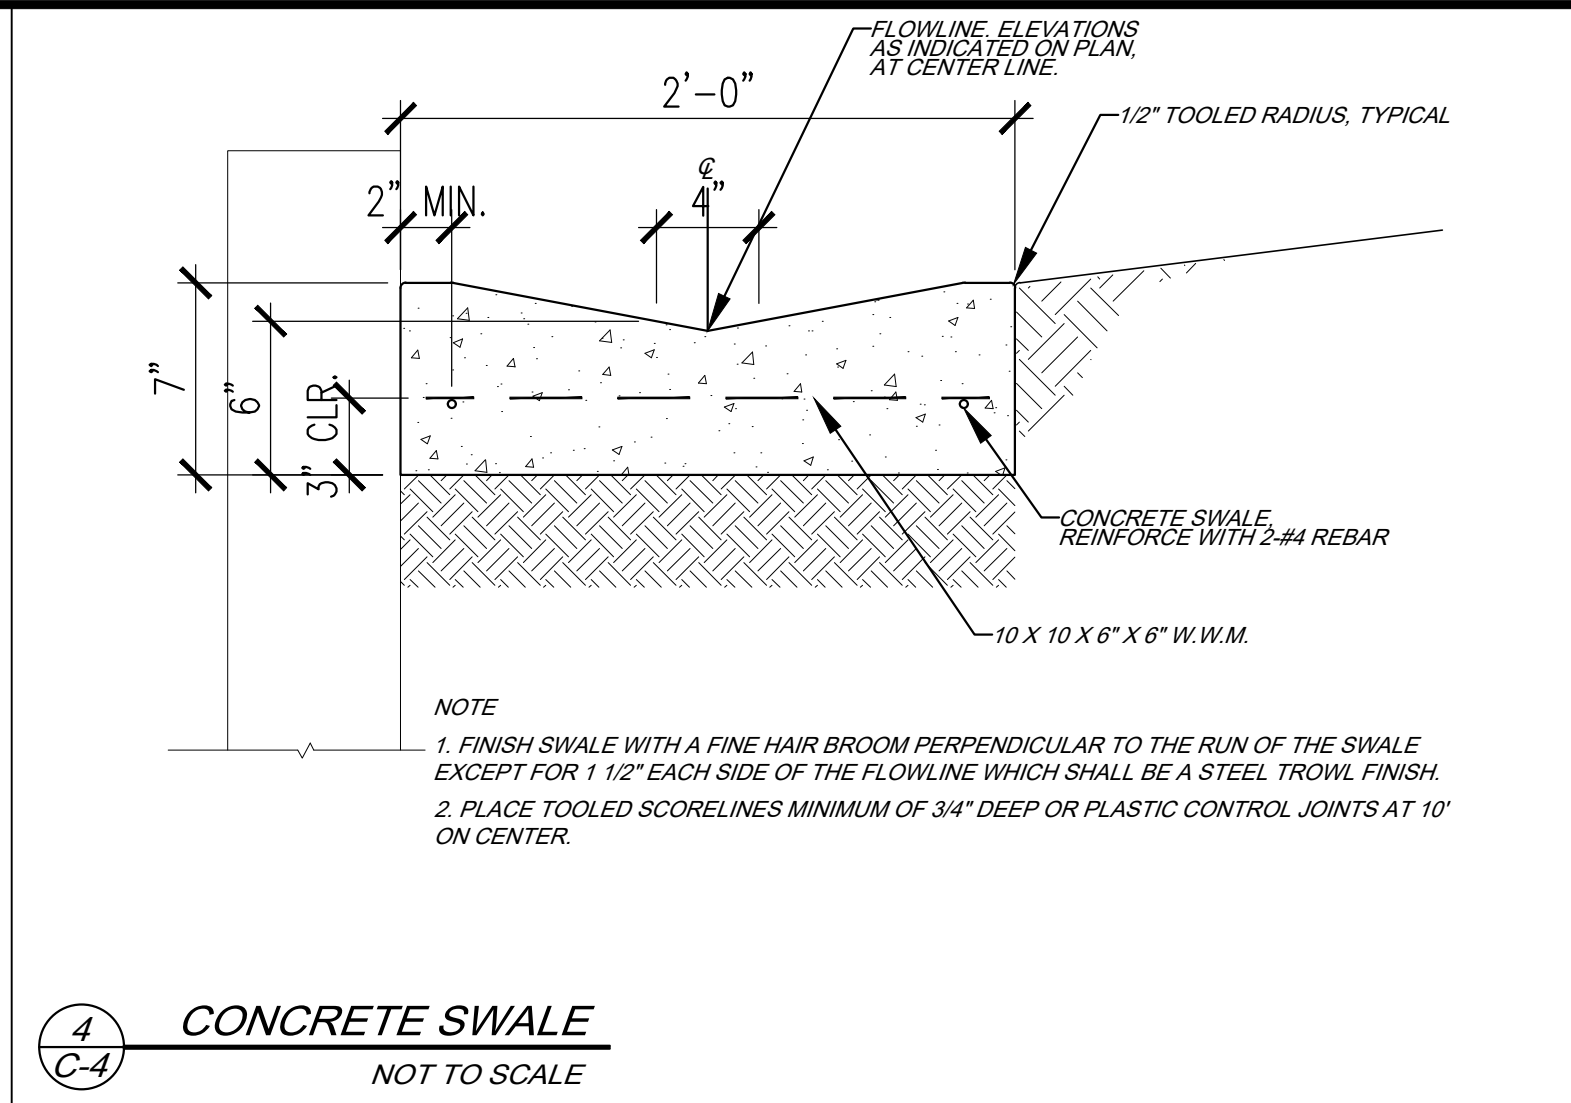 FLOWLINE. ELEVATIONS
AS INDICATED ON PLAN,
AT CENTER LINE.
2'-0"
1/2" TOOLED RADIUS, TYPICAL
℄
2" MIN.
4"
7"
6"
3" CLR.
CONCRETE SWALE,
REINFORCE WITH 2-#4 REBAR
10 X 10 X 6" X 6" W.W.M.
NOTE
1. FINISH SWALE WITH A FINE HAIR BROOM PERPENDICULAR TO THE RUN OF THE SWALE
EXCEPT FOR 1 1/2" EACH SIDE OF THE FLOWLINE WHICH SHALL BE A STEEL TROWL FINISH.
2. PLACE TOOLED SCORELINES MINIMUM OF 3/4" DEEP OR PLASTIC CONTROL JOINTS AT 10'
ON CENTER.
4
C-4
CONCRETE SWALE
NOT TO SCALE